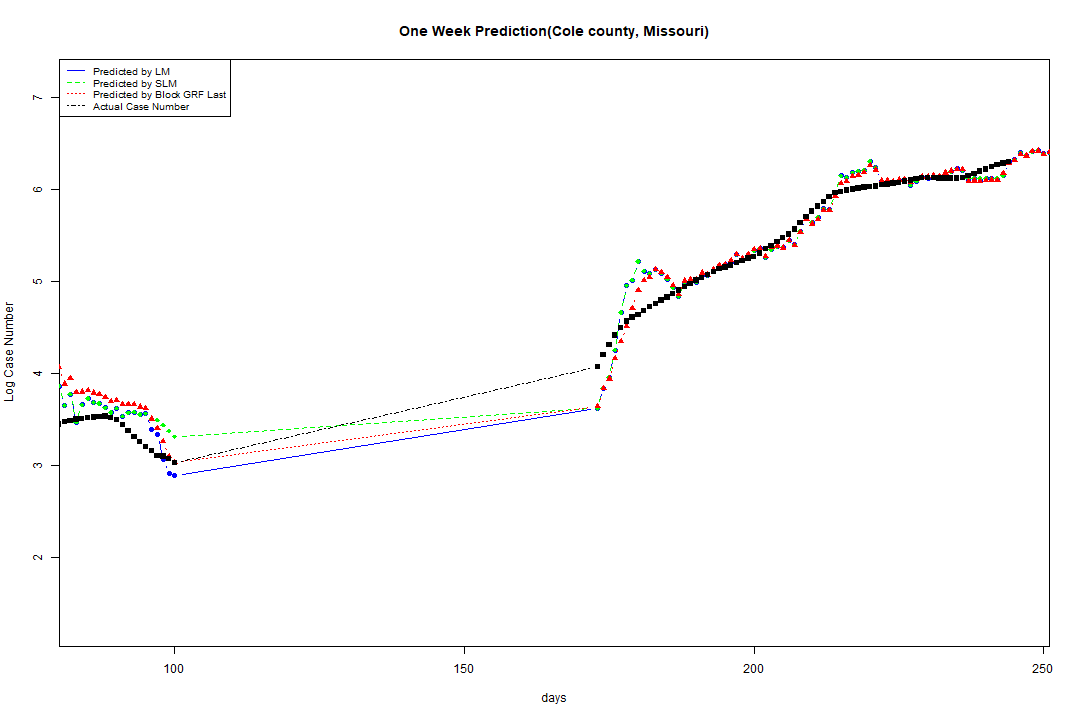 One Week Prediction(Cole county, Missouri)
Predicted by LM
Predicted by SLM
Predicted by Block GRF Last
Actual Case Number
7
6
5
4
3
2
Log Case Number
100 150 200 250
days